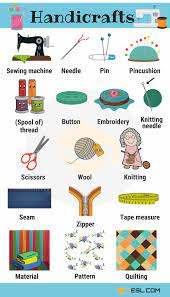 Handicrafts
Sewing machine
Needle
Pin
Pincushion
(Spool of)
thread
Button
Embroidery
Knitting
needle
Scissors
Wool
Knitting
Seam
Zipper
Tape measure
Material
Pattern
Quilting
7ESL.COM